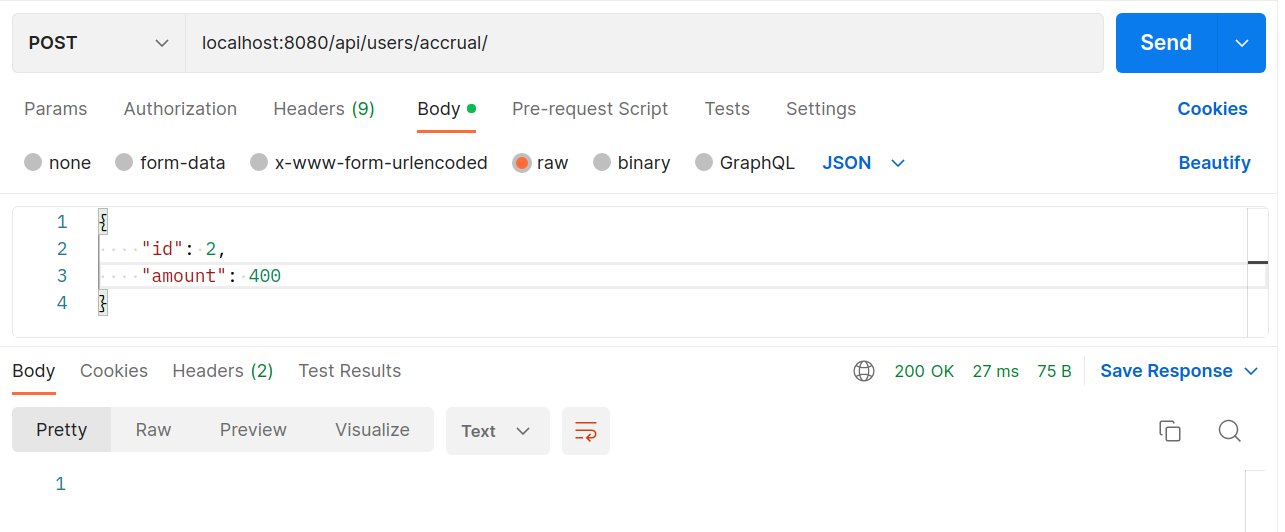 POST localhost:8080/api/users/accrual/ Send
Params Authorization Headers (9) Body Pre-request Script Tests Settings Cookies
none form-data x-www-form-urlencoded raw binary GraphQL JSON Beautify
1 {
2 "id": 2,
3 "amount": 400
4 }
Body Cookies Headers (2) Test Results 200 OK 27 ms 75 B Save Response
Pretty Raw Preview Visualize Text
1